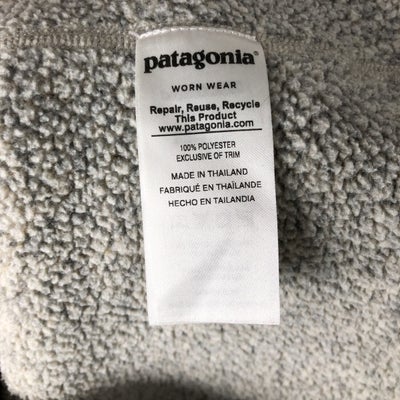 patagonia®
WORN WEAR
Repair, Reuse, Recycle
This Product
www.patagonia.com
100% POLYESTER
EXCLUSIVE OF TRIM
MADE IN THAILAND
FABRIQUÉ EN THAÏLANDE
HECHO EN TAILANDIA